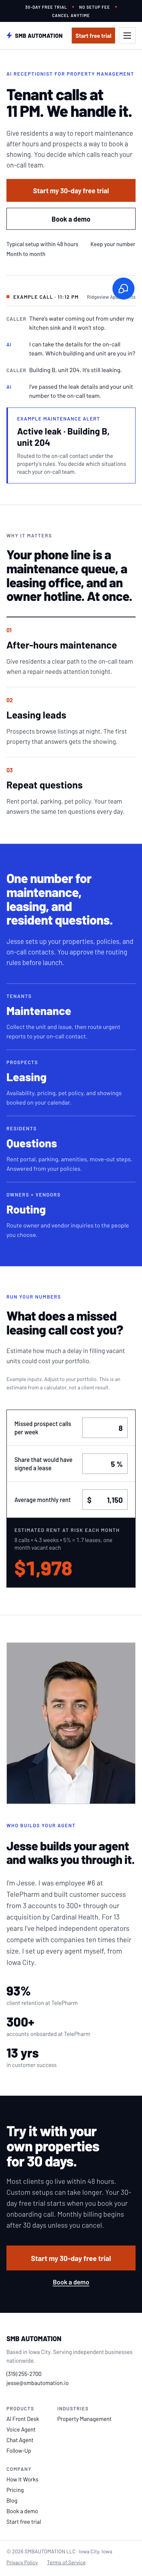 30-DAY FREE TRIAL • NO SETUP FEE •
CANCEL ANYTIME
SMB AUTOMATION
Start free trial
AI RECEPTIONIST FOR PROPERTY MANAGEMENT
Tenant calls at
11 PM. We handle it.
Give residents a way to report maintenance
after hours and prospects a way to book a
showing. You decide which calls reach your
on-call team.
Start my 30-day free trial
Book a demo
Typical setup within 48 hours Keep your number
Month to month
EXAMPLE CALL · 11:12 PM
CALLER There's water coming out from under my
kitchen sink and it won't stop.
AI I can take the details for the on-call
team. Which building and unit are you in?
CALLER Building B, unit 204. It's still leaking.
AI I've passed the leak details and your unit
number to the on-call team.
EXAMPLE MAINTENANCE ALERT
Active leak · Building B,
unit 204
Routed to the on-call contact under the
property's rules. You decide which situations
reach your on-call team.
WHY IT MATTERS
Your phone line is a
maintenance queue, a
leasing office, and an
owner hotline. At once.
01
After-hours maintenance
Give residents a clear path to the on-call team
when a repair needs attention tonight.
02
Leasing leads
Prospects browse listings at night. The first
property that answers gets the showing.
03
Repeat questions
Rent portal, parking, pet policy. Your team
answers the same ten questions every day.
One number for
maintenance,
leasing, and
resident questions.
Jesse sets up your properties, policies, and
on-call contacts. You approve the routing
rules before launch.
TENANTS
Maintenance
Collect the unit and issue, then route urgent
reports to your on-call contact.
PROSPECTS
Leasing
Availability, pricing, pet policy, and showings
booked on your calendar.
RESIDENTS
Questions
Rent portal, parking, amenities, move-out steps.
Answered from your policies.
OWNERS + VENDORS
Routing
Route owner and vendor inquiries to the people
you choose.
RUN YOUR NUMBERS
What does a missed
leasing call cost you?
Estimate how much a delay in filling vacant
units could cost your portfolio.
Example inputs. Adjust to your portfolio. This is an
estimate from a calculator, not a client result.
Missed prospect calls
per week
8
Share that would have
signed a lease
5 %
Average monthly rent
$ 1,150
ESTIMATED RENT AT RISK EACH MONTH
8 calls × 4.3 weeks × 5% = 1.7 leases, one
month vacant each
$1,978
WHO BUILDS YOUR AGENT
Jesse builds your agent
and walks you through it.
I'm Jesse. I was employee #6 at
TelePharm and built customer success
from 3 accounts to 300+ through our
acquisition by Cardinal Health. For 13
years I've helped independent operators
compete with companies ten times their
size. I set up every agent myself, from
Iowa City.
93%
client retention at TelePharm
300+
accounts onboarded at TelePharm
13 yrs
in customer success
Try it with your
own properties
for 30 days.
Most clients go live within 48 hours.
Custom setups can take longer. Your 30-
day free trial starts when you book your
onboarding call. Monthly billing begins
after 30 days unless you cancel.
Start my 30-day free trial
Book a demo
SMB AUTOMATION
Based in Iowa City. Serving independent businesses
nationwide.
(319) 255-2700
jesse@smbautomation.io
PRODUCTS
AI Front Desk
Voice Agent
Chat Agent
Follow-Up
INDUSTRIES
Property Management
COMPANY
How It Works
Pricing
Blog
Book a demo
Start free trial
© 2026 SMBAUTOMATION LLC · Iowa City, Iowa
Privacy Policy Terms of Service